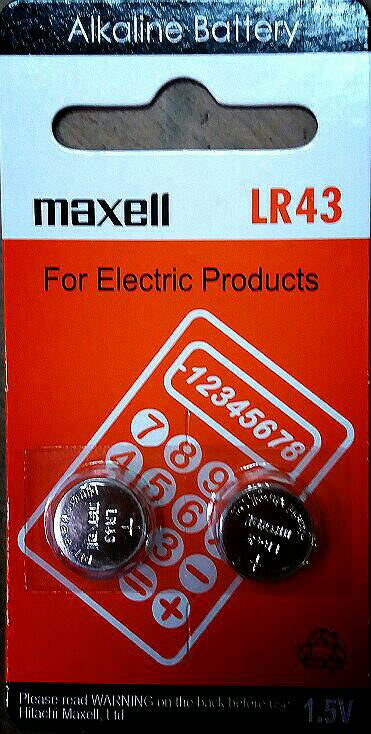 Alkaline Battery
maxell
LR43
For Electric Products
-12345678
7 8 9
4 5 6
3 −
− +
LR43
Please read WARNING on the back before use
Hitachi Maxell, Ltd
1.5V